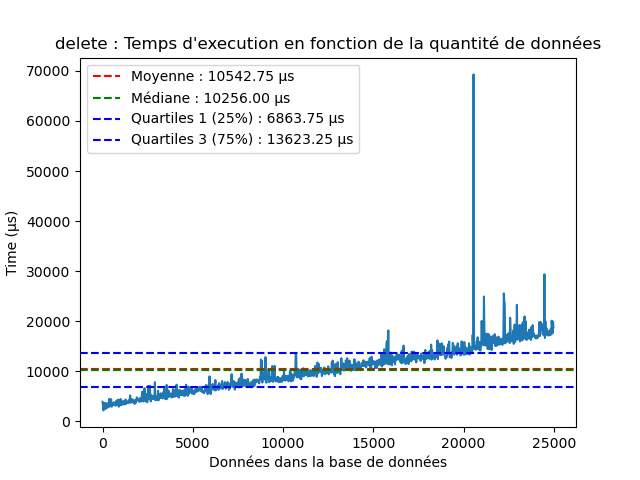 delete : Temps d'execution en fonction de la quantité de données
Moyenne : 10542.75 µs
Médiane : 10256.00 µs
Quartiles 1 (25%) : 6863.75 µs
Quartiles 3 (75%) : 13623.25 µs
70000
60000
50000
40000
30000
20000
10000
0
Time (µs)
0 5000 10000 15000 20000 25000
Données dans la base de données